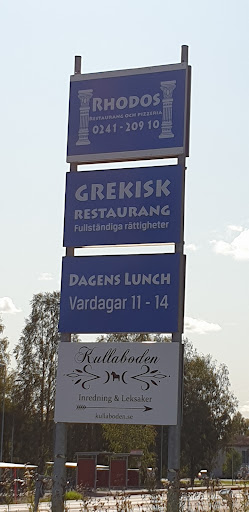 RHODOS
RESTAURANG OCH PIZZERIA
0241 - 209 10
GREKISK
RESTAURANG
Fullständiga rättigheter
DAGENS LUNCH
Vardagar 11 - 14
Kullaboden
Inredning & Leksaker
kullaboden.se